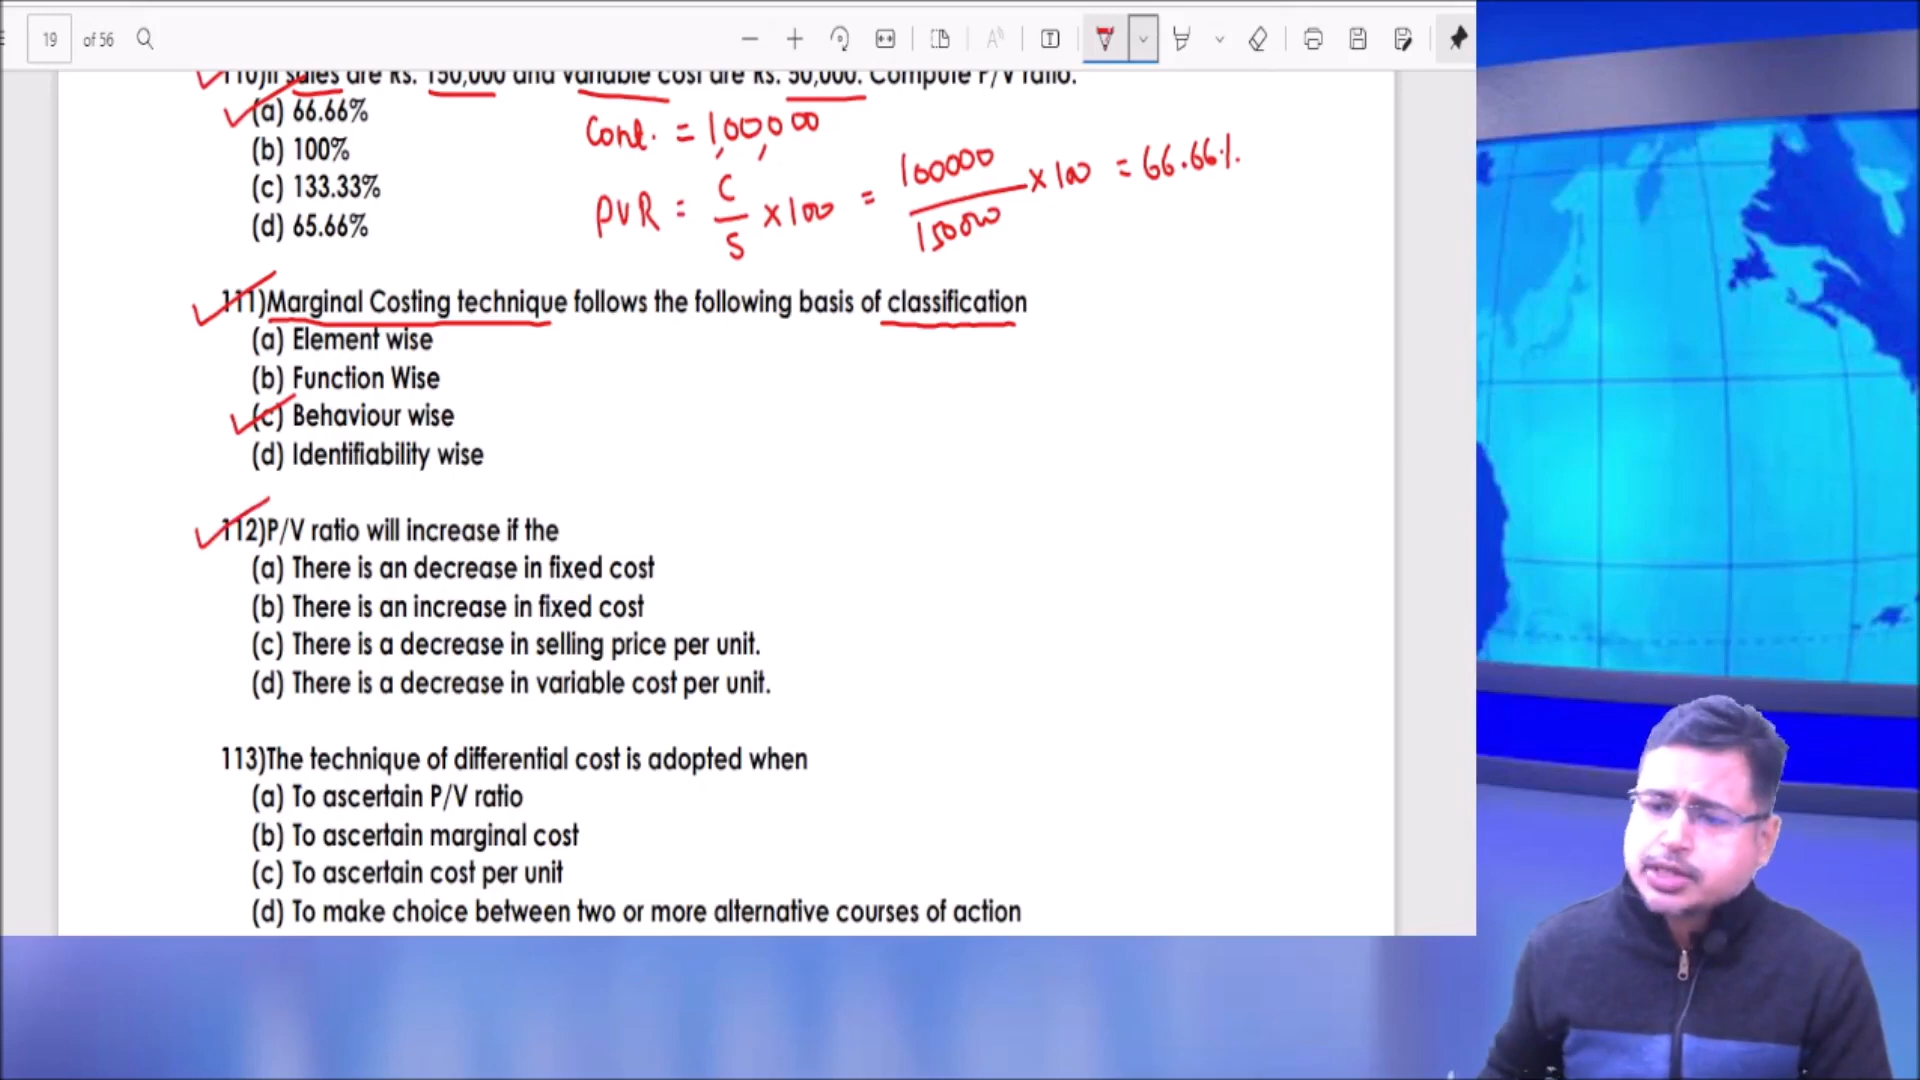 19 of 56
110)If sales are Rs. 150,000 and variable cost are Rs. 50,000. Compute P/V ratio.
(a) 66.66%
(b) 100%
(c) 133.33%
(d) 65.66%
Cont. = 1,00,000
PVR = C/S × 100 = 100000/150000 × 100 = 66.66%
111)Marginal Costing technique follows the following basis of classification
(a) Element wise
(b) Function Wise
(c) Behaviour wise
(d) Identifiability wise
112)P/V ratio will increase if the
(a) There is an decrease in fixed cost
(b) There is an increase in fixed cost
(c) There is a decrease in selling price per unit.
(d) There is a decrease in variable cost per unit.
113)The technique of differential cost is adopted when
(a) To ascertain P/V ratio
(b) To ascertain marginal cost
(c) To ascertain cost per unit
(d) To make choice between two or more alternative courses of action